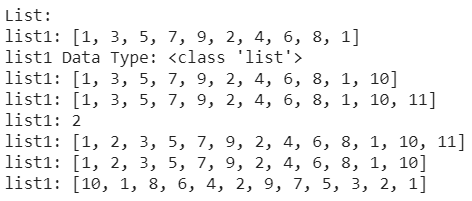 List:
list1: [1, 3, 5, 7, 9, 2, 4, 6, 8, 1]
list1 Data Type: <class 'list'>
list1: [1, 3, 5, 7, 9, 2, 4, 6, 8, 1, 10]
list1: [1, 3, 5, 7, 9, 2, 4, 6, 8, 1, 10, 11]
list1: 2
list1: [1, 2, 3, 5, 7, 9, 2, 4, 6, 8, 1, 10, 11]
list1: [1, 2, 3, 5, 7, 9, 2, 4, 6, 8, 1, 10]
list1: [10, 1, 8, 6, 4, 2, 9, 7, 5, 3, 2, 1]